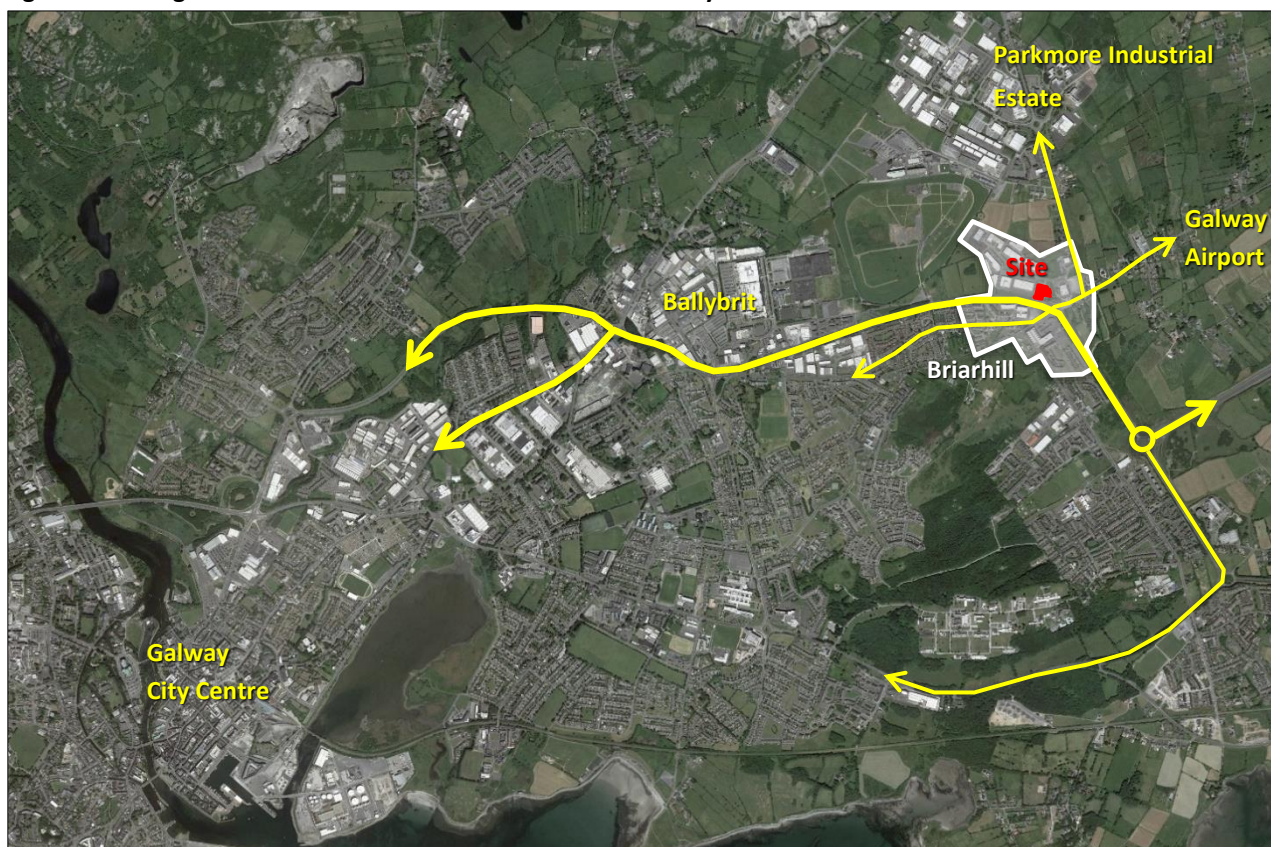 Parkmore Industrial
Estate
Galway
Airport
Site
Ballybrit
Briarhill
Galway
City Centre